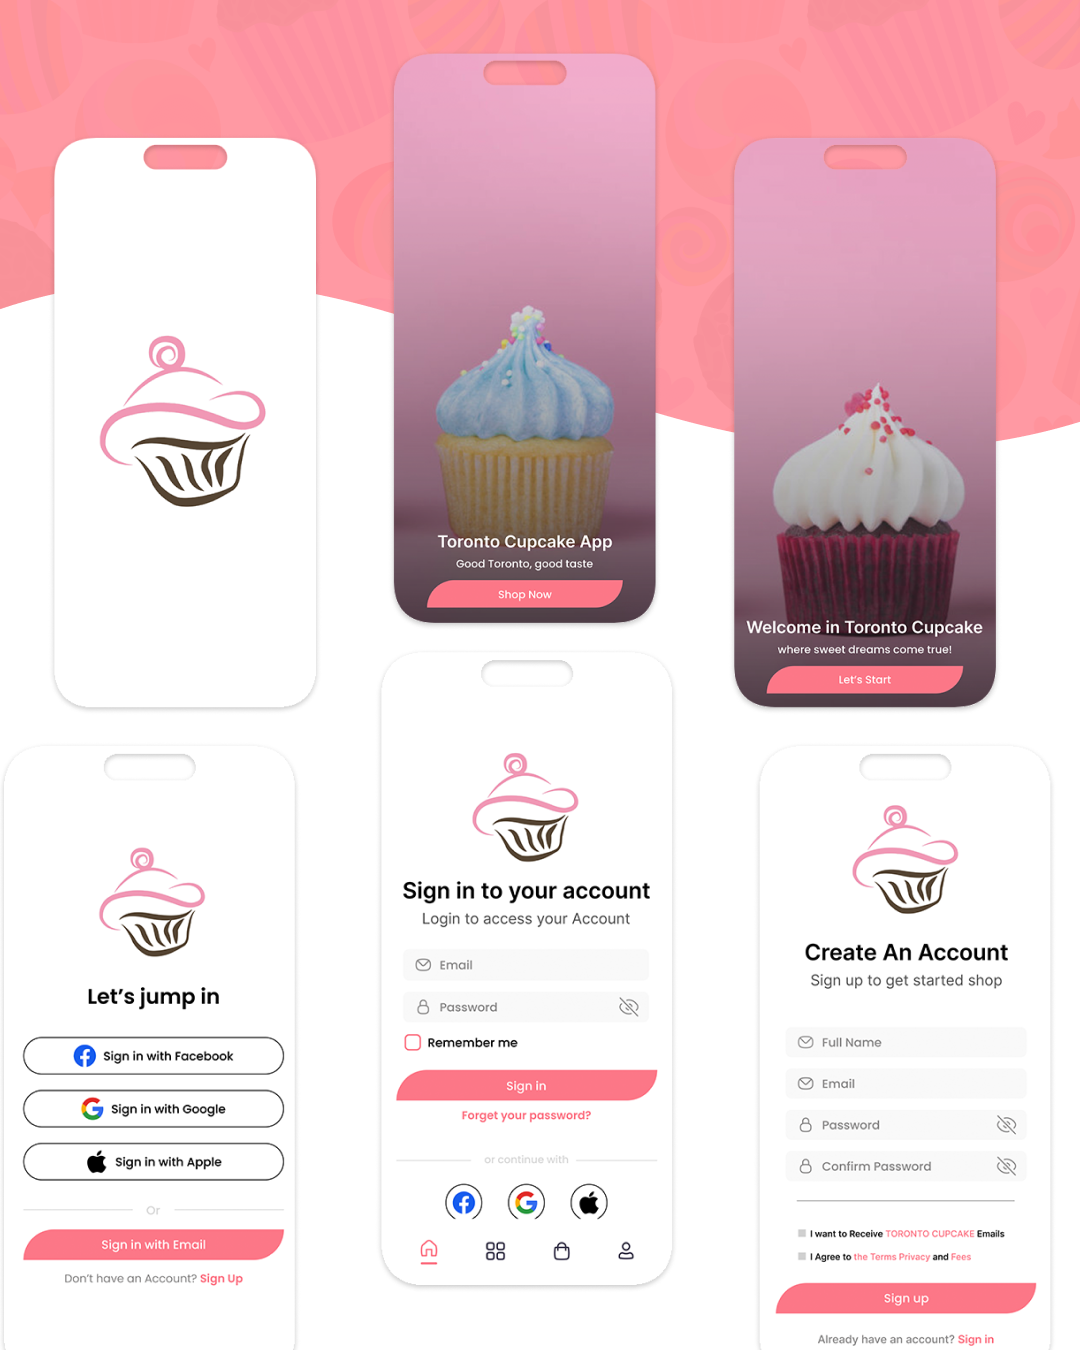 Toronto Cupcake App
Good Toronto, good taste
Shop Now
Welcome in Toronto Cupcake
where sweet dreams come true!
Let's Start
Let's jump in
Sign in with Facebook
Sign in with Google
Sign in with Apple
Or
Sign in with Email
Don't have an Account? Sign Up
Sign in to your account
Login to access your Account
Email
Password
Remember me
Sign in
Forget your password?
or continue with
Create An Account
Sign up to get started shop
Full Name
Email
Password
Confirm Password
I want to Receive TORONTO CUPCAKE Emails
I Agree to the Terms Privacy and Fees
Sign up
Already have an account? Sign in